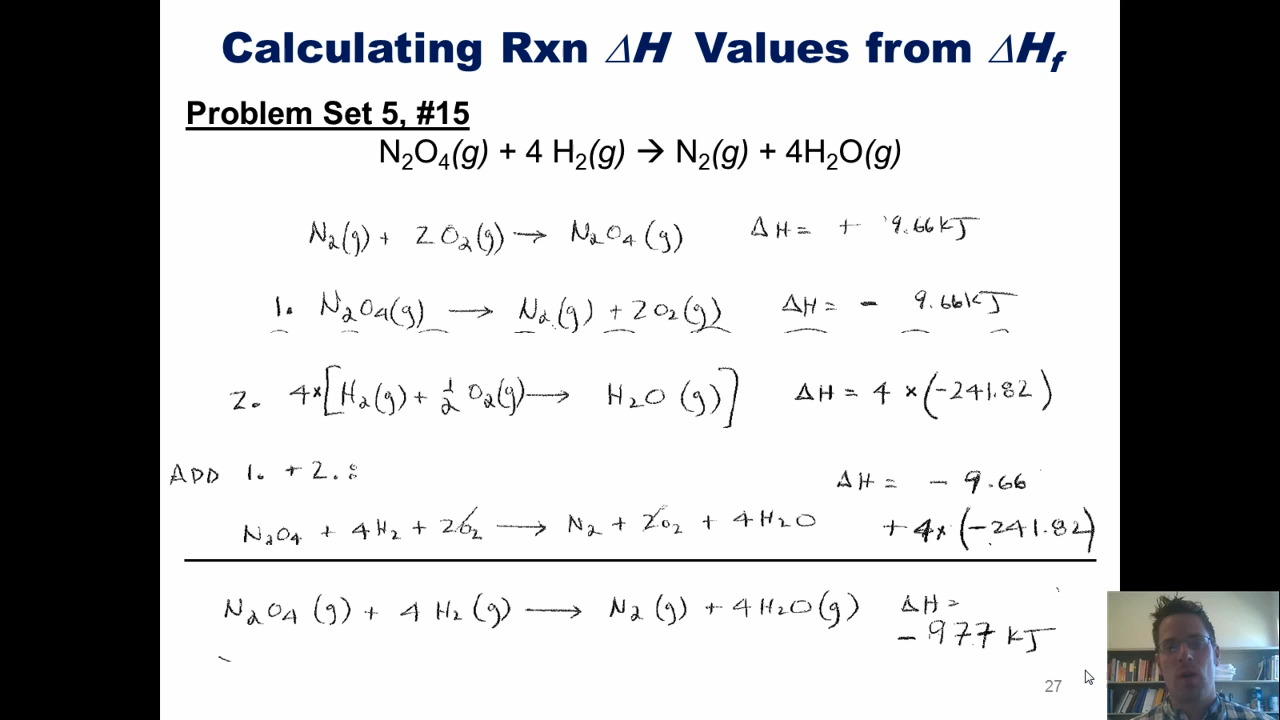 Calculating Rxn ΔH Values from ΔHf
Problem Set 5, #15
N₂O₄(g) + 4 H₂(g) → N₂(g) + 4H₂O(g)
N₂(g) + 2O₂(g) → N₂O₄(g) ΔH = + 9.66 kJ
1. N₂O₄(g) → N₂(g) + 2O₂(g) ΔH = - 9.66 kJ
2. 4×[H₂(g) + ½ O₂(g) → H₂O (g)] ΔH = 4 × (-241.82)
ADD 1. + 2. : ΔH = - 9.66
N₂O₄ + 4H₂ + 2O₂ → N₂ + 2O₂ + 4H₂O + 4× (-241.82)
N₂O₄ (g) + 4 H₂ (g) → N₂ (g) + 4H₂O(g) ΔH =
- 977 kJ
27